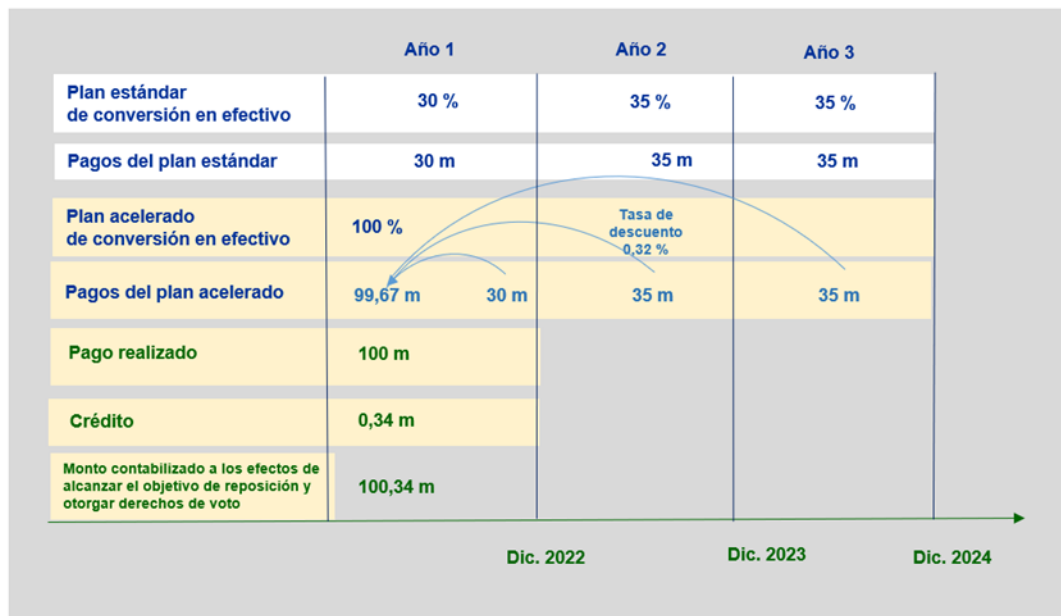 Año 1
Año 2
Año 3
Plan estándar
de conversión en efectivo
30 %
35 %
35 %
Pagos del plan estándar
30 m
35 m
35 m
Plan acelerado
de conversión en efectivo
100 %
Tasa de
descuento
0,32 %
Pagos del plan acelerado
99,67 m
30 m
35 m
35 m
Pago realizado
100 m
Crédito
0,34 m
Monto contabilizado a los efectos de
alcanzar el objetivo de reposición y
otorgar derechos de voto
100,34 m
Dic. 2022
Dic. 2023
Dic. 2024